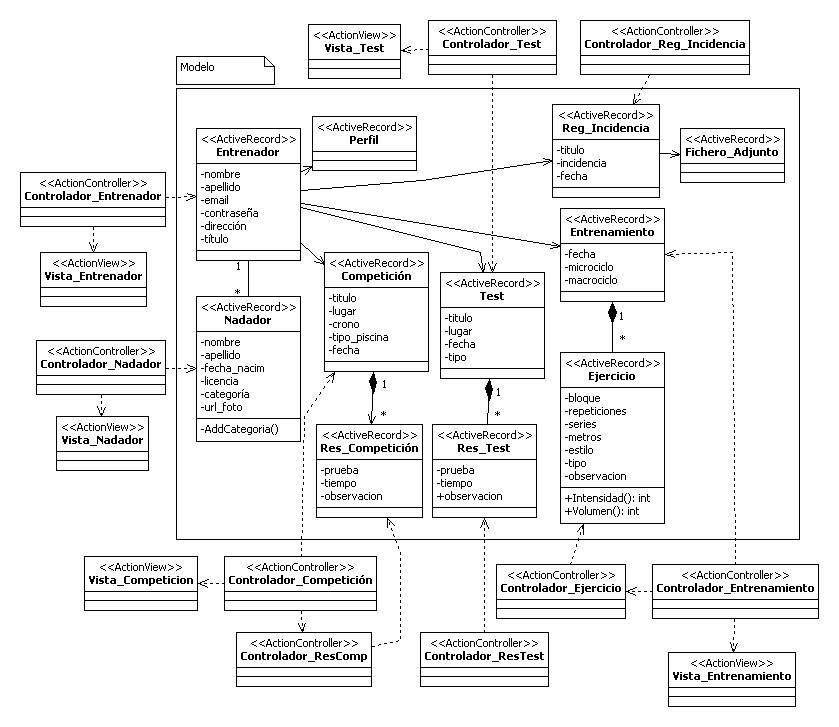 <<ActionView>>
Vista_Test
<<ActionController>>
Controlador_Test
<<ActionController>>
Controlador_Reg_Incidencia
Modelo
<<ActiveRecord>>
Entrenador
-nombre
-apellido
-email
-contraseña
-dirección
-título
<<ActiveRecord>>
Perfil
<<ActiveRecord>>
Reg_Incidencia
-titulo
-incidencia
-fecha
<<ActiveRecord>>
Fichero_Adjunto
<<ActionController>>
Controlador_Entrenador
<<ActionView>>
Vista_Entrenador
1
*
<<ActiveRecord>>
Competición
-titulo
-lugar
-crono
-tipo_piscina
-fecha
<<ActiveRecord>>
Test
-titulo
-lugar
-fecha
-tipo
<<ActiveRecord>>
Entrenamiento
-fecha
-microciclo
-macrociclo
1
*
<<ActiveRecord>>
Nadador
-nombre
-apellido
-fecha_nacim
-licencia
-categoría
-url_foto
-AddCategoria()
<<ActionController>>
Controlador_Nadador
<<ActionView>>
Vista_Nadador
1
*
1
*
<<ActiveRecord>>
Ejercicio
-bloque
-repeticiones
-series
-metros
-estilo
-tipo
-observacion
+Intensidad(): int
+Volumen(): int
<<ActiveRecord>>
Res_Competición
-prueba
-tiempo
-observacion
<<ActiveRecord>>
Res_Test
-prueba
-tiempo
+observacion
<<ActionView>>
Vista_Competicion
<<ActionController>>
Controlador_Competición
<<ActionController>>
Controlador_Ejercicio
<<ActionController>>
Controlador_Entrenamiento
<<ActionController>>
Controlador_ResComp
<<ActionController>>
Controlador_ResTest
<<ActionView>>
Vista_Entrenamiento